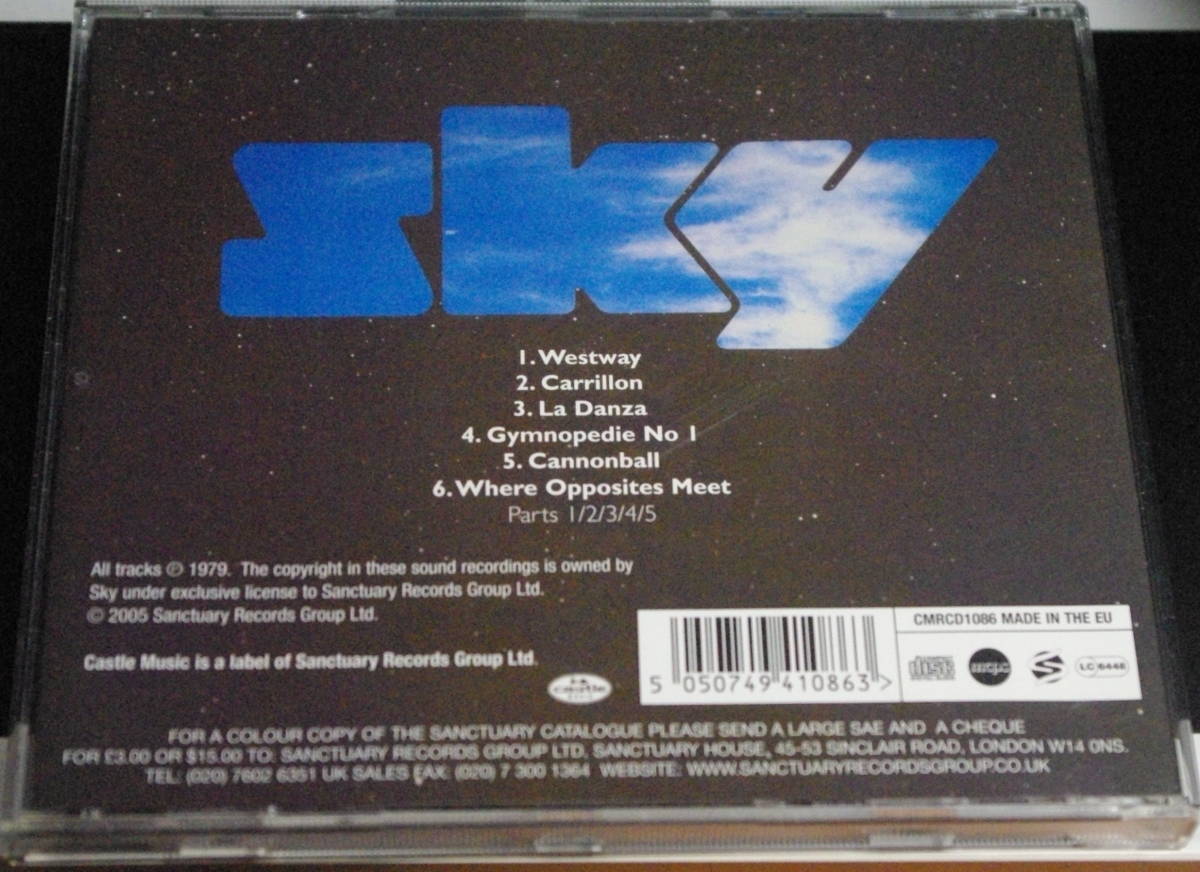 sky
1. Westway
2. Carrillon
3. La Danza
4. Gymnopedie No 1
5. Cannonball
6. Where Opposites Meet
Parts 1/2/3/4/5
All tracks ℗ 1979. The copyright in these sound recordings is owned by
Sky under exclusive license to Sanctuary Records Group Ltd.
© 2005 Sanctuary Records Group Ltd.
Castle Music is a label of Sanctuary Records Group Ltd.
castle
CMRCD1086 MADE IN THE EU
disc
mcps
LC 6448
5 050749 410863 >
FOR A COLOUR COPY OF THE SANCTUARY CATALOGUE PLEASE SEND A LARGE SAE AND A CHEQUE
FOR £3.00 OR $15.00 TO: SANCTUARY RECORDS GROUP LTD. SANCTUARY HOUSE, 45-53 SINCLAIR ROAD, LONDON W14 0NS.
TEL: (020) 7602 6351 UK SALES FAX: (020) 7 300 1364 WEBSITE: WWW.SANCTUARYRECORDSGROUP.CO.UK